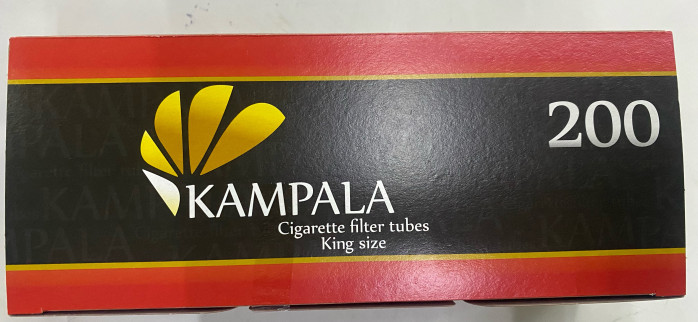 200
KAMPALA
Cigarette filter tubes
King size